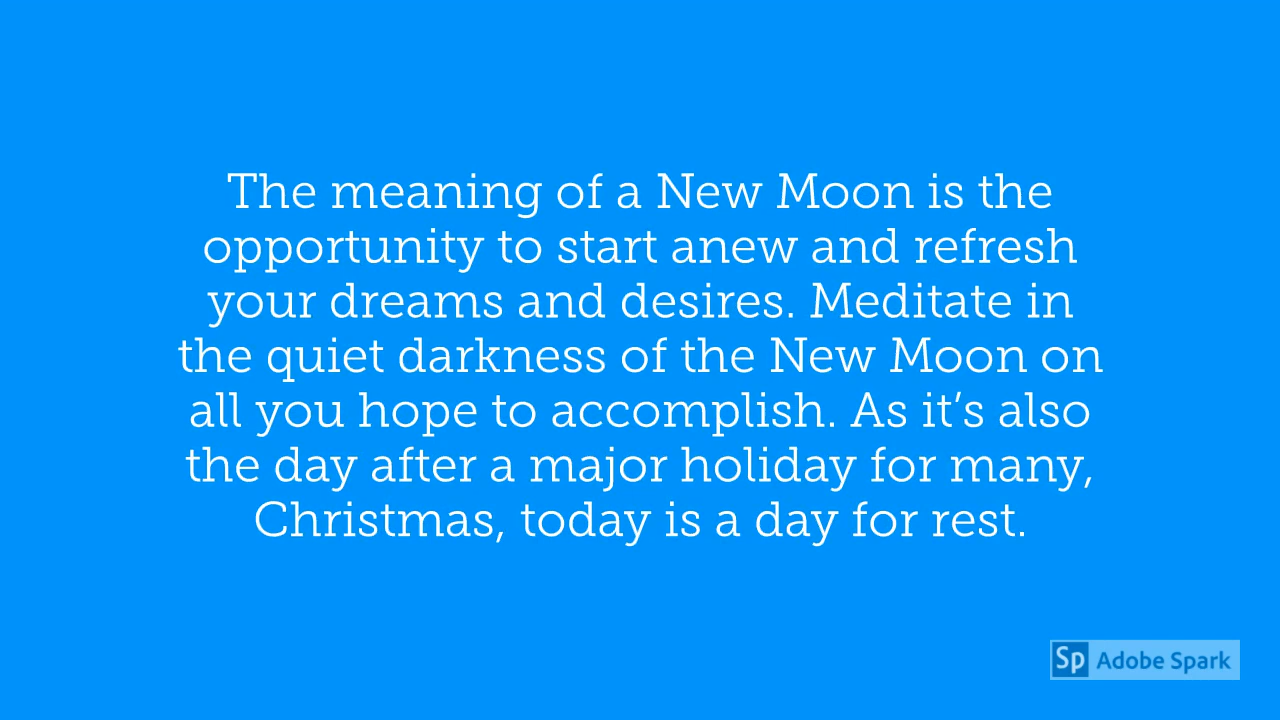 The meaning of a New Moon is the
opportunity to start anew and refresh
your dreams and desires. Meditate in
the quiet darkness of the New Moon on
all you hope to accomplish. As it’s also
the day after a major holiday for many,
Christmas, today is a day for rest.
Sp Adobe Spark